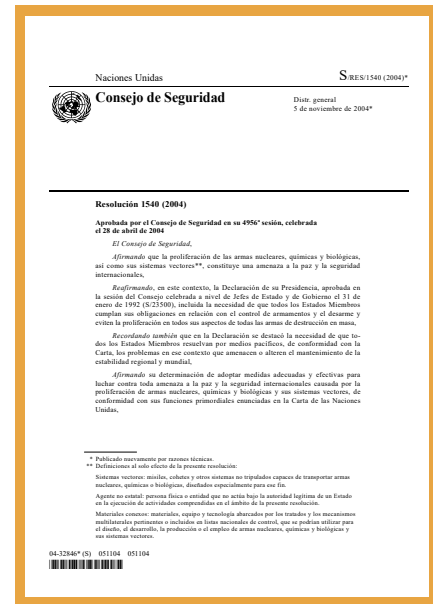 Naciones Unidas
S/RES/1540 (2004)*
Consejo de Seguridad
Distr. general
5 de noviembre de 2004*
Resolución 1540 (2004)
Aprobada por el Consejo de Seguridad en su 4956ª sesión, celebrada
el 28 de abril de 2004
El Consejo de Seguridad,
Afirmando que la proliferación de las armas nucleares, químicas y biológicas,
así como sus sistemas vectores**, constituye una amenaza a la paz y la seguridad
internacionales,
Reafirmando, en este contexto, la Declaración de su Presidencia, aprobada en
la sesión del Consejo celebrada a nivel de Jefes de Estado y de Gobierno el 31 de
enero de 1992 (S/23500), incluida la necesidad de que todos los Estados Miembros
cumplan sus obligaciones en relación con el control de armamentos y el desarme y
eviten la proliferación en todos sus aspectos de todas las armas de destrucción en masa,
Recordando también que en la Declaración se destacó la necesidad de que to-
dos los Estados Miembros resuelvan por medios pacíficos, de conformidad con la
Carta, los problemas en ese contexto que amenacen o alteren el mantenimiento de la
estabilidad regional y mundial,
Afirmando su determinación de adoptar medidas adecuadas y efectivas para
luchar contra toda amenaza a la paz y la seguridad internacionales causada por la
proliferación de armas nucleares, químicas y biológicas y sus sistemas vectores, de
conformidad con sus funciones primordiales enunciadas en la Carta de las Naciones
Unidas,
* Publicado nuevamente por razones técnicas.
** Definiciones al solo efecto de la presente resolución:
Sistemas vectores: misiles, cohetes y otros sistemas no tripulados capaces de transportar armas
nucleares, químicas o biológicas, diseñados especialmente para ese fin.
Agente no estatal: persona física o entidad que no actúa bajo la autoridad legítima de un Estado
en la ejecución de actividades comprendidas en el ámbito de la presente resolución.
Materiales conexos: materiales, equipo y tecnología abarcados por los tratados y los mecanismos
multilaterales pertinentes o incluidos en listas nacionales de control, que se podrían utilizar para
el diseño, el desarrollo, la producción o el empleo de armas nucleares, químicas y biológicas y
sus sistemas vectores.
04-32846* (S) 051104 051104